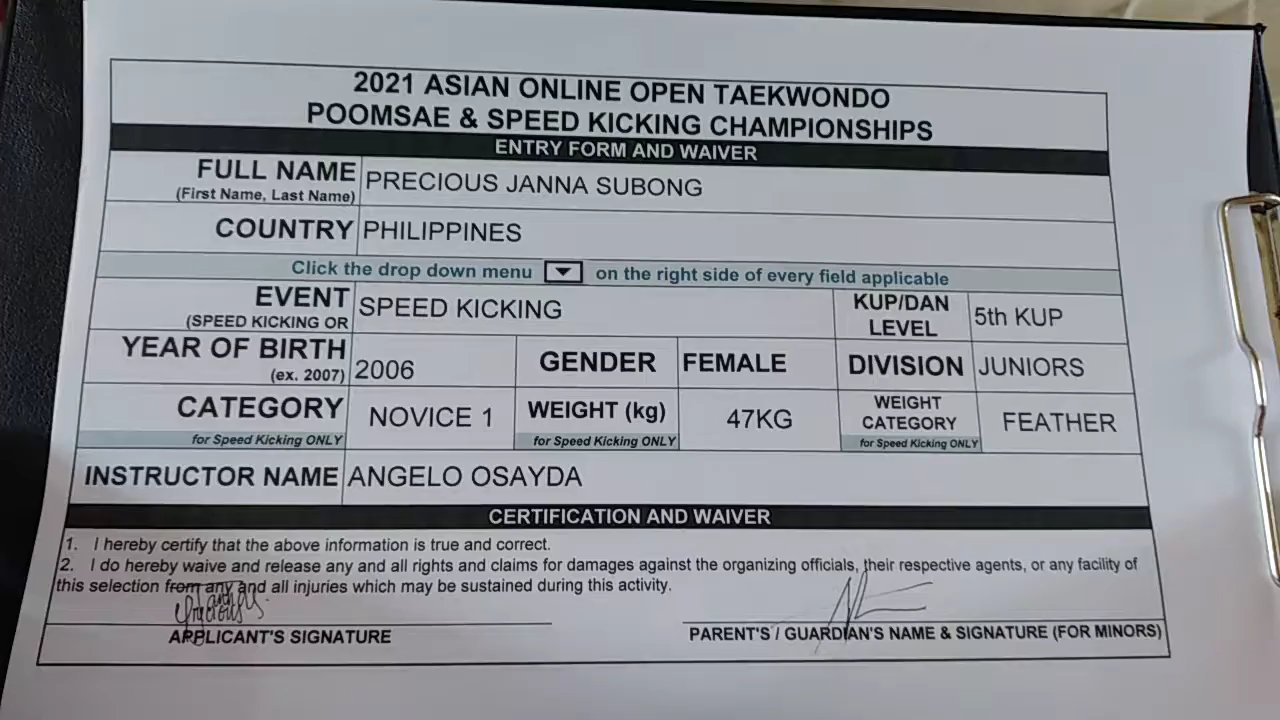 2021 ASIAN ONLINE OPEN TAEKWONDO
POOMSAE & SPEED KICKING CHAMPIONSHIPS
ENTRY FORM AND WAIVER
FULL NAME PRECIOUS JANNA SUBONG
(First Name, Last Name)
COUNTRY PHILIPPINES
Click the drop down menu on the right side of every field applicable
EVENT SPEED KICKING KUP/DAN LEVEL 5th KUP
(SPEED KICKING OR
YEAR OF BIRTH 2006 GENDER FEMALE DIVISION JUNIORS
(ex. 2007)
CATEGORY NOVICE 1 WEIGHT (kg) 47KG WEIGHT CATEGORY FEATHER
for Speed Kicking ONLY for Speed Kicking ONLY for Speed Kicking ONLY
INSTRUCTOR NAME ANGELO OSAYDA
CERTIFICATION AND WAIVER
1. I hereby certify that the above information is true and correct.
2. I do hereby waive and release any and all rights and claims for damages against the organizing officials, their respective agents, or any facility of
this selection from any and all injuries which may be sustained during this activity.
APPLICANT'S SIGNATURE PARENT'S / GUARDIAN'S NAME & SIGNATURE (FOR MINORS)